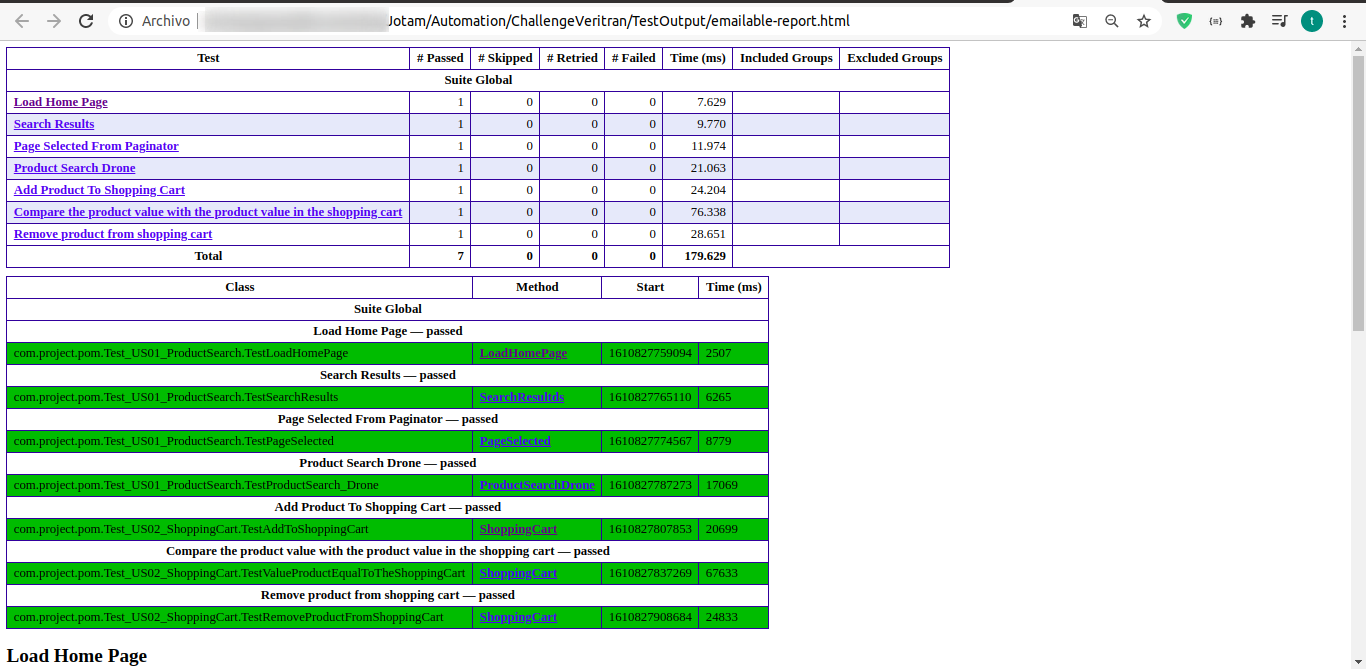 Archivo Jotam/Automation/ChallengeVeritran/TestOutput/emailable-report.html t
Test # Passed # Skipped # Retried # Failed Time (ms) Included Groups Excluded Groups
Suite Global
Load Home Page 1 0 0 0 7.629
Search Results 1 0 0 0 9.770
Page Selected From Paginator 1 0 0 0 11.974
Product Search Drone 1 0 0 0 21.063
Add Product To Shopping Cart 1 0 0 0 24.204
Compare the product value with the product value in the shopping cart 1 0 0 0 76.338
Remove product from shopping cart 1 0 0 0 28.651
Total 7 0 0 0 179.629
Class Method Start Time (ms)
Suite Global
Load Home Page — passed
com.project.pom.Test_US01_ProductSearch.TestLoadHomePage LoadHomePage 1610827759094 2507
Search Results — passed
com.project.pom.Test_US01_ProductSearch.TestSearchResults SearchResultds 1610827765110 6265
Page Selected From Paginator — passed
com.project.pom.Test_US01_ProductSearch.TestPageSelected PageSelected 1610827774567 8779
Product Search Drone — passed
com.project.pom.Test_US01_ProductSearch.TestProductSearch_Drone ProductSearchDrone 1610827787273 17069
Add Product To Shopping Cart — passed
com.project.pom.Test_US02_ShoppingCart.TestAddToShoppingCart ShoppingCart 1610827807853 20699
Compare the product value with the product value in the shopping cart — passed
com.project.pom.Test_US02_ShoppingCart.TestValueProductEqualToTheShoppingCart ShoppingCart 1610827837269 67633
Remove product from shopping cart — passed
com.project.pom.Test_US02_ShoppingCart.TestRemoveProductFromShoppingCart ShoppingCart 1610827908684 24833
Load Home Page